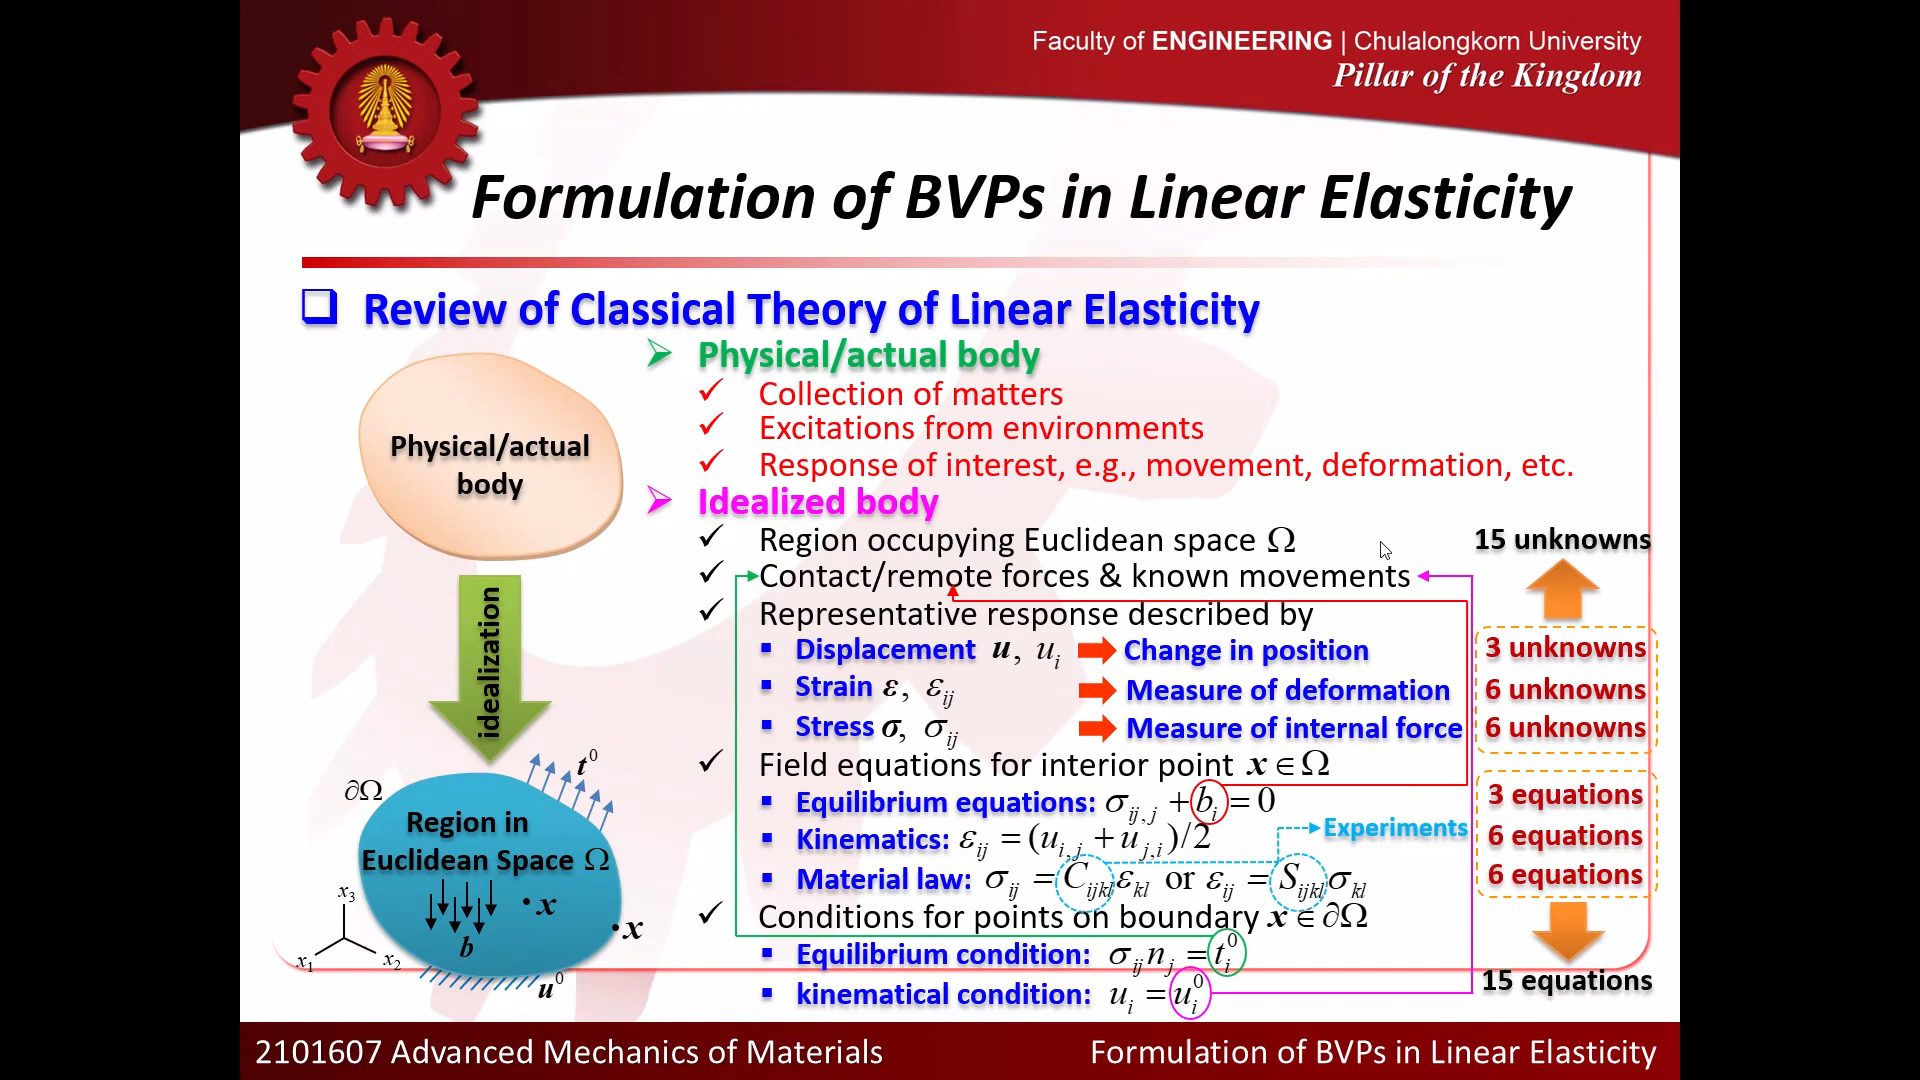 Faculty of ENGINEERING | Chulalongkorn University
Pillar of the Kingdom
Formulation of BVPs in Linear Elasticity
Review of Classical Theory of Linear Elasticity
Physical/actual body
Collection of matters
Excitations from environments
Response of interest, e.g., movement, deformation, etc.
Idealized body
Region occupying Euclidean space Ω
Contact/remote forces & known movements
Representative response described by
Displacement u, u_i Change in position
Strain ε, ε_ij Measure of deformation
Stress σ, σ_ij Measure of internal force
Field equations for interior point x ∈ Ω
Equilibrium equations: σ_ij,j + b_i = 0
Kinematics: ε_ij = (u_i,j + u_j,i)/2
Experiments
Material law: σ_ij = C_ijkl ε_kl or ε_ij = S_ijkl σ_kl
Conditions for points on boundary x ∈ ∂Ω
Equilibrium condition: σ_ij n_j = t_i^0
kinematical condition: u_i = u_i^0
15 unknowns
3 unknowns
6 unknowns
6 unknowns
3 equations
6 equations
6 equations
15 equations
Physical/actual
body
idealization
t^0
∂Ω
Region in
Euclidean Space Ω
x
x
b
u^0
x_3
x_1
x_2
2101607 Advanced Mechanics of Materials
Formulation of BVPs in Linear Elasticity